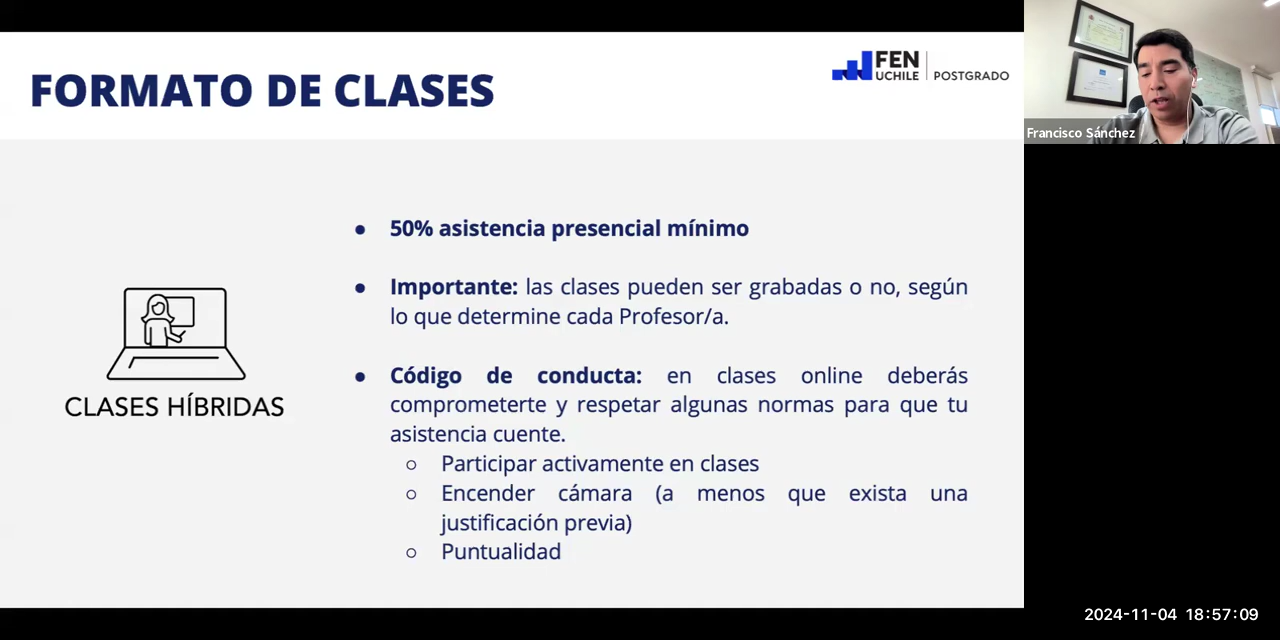 FORMATO DE CLASES
FEN
UCHILE
POSTGRADO
Francisco Sánchez
CLASES HÍBRIDAS
● 50% asistencia presencial mínimo
● Importante: las clases pueden ser grabadas o no, según
lo que determine cada Profesor/a.
● Código de conducta: en clases online deberás
comprometerte y respetar algunas normas para que tu
asistencia cuente.
○ Participar activamente en clases
○ Encender cámara (a menos que exista una
justificación previa)
○ Puntualidad
2024-11-04 18:57:09